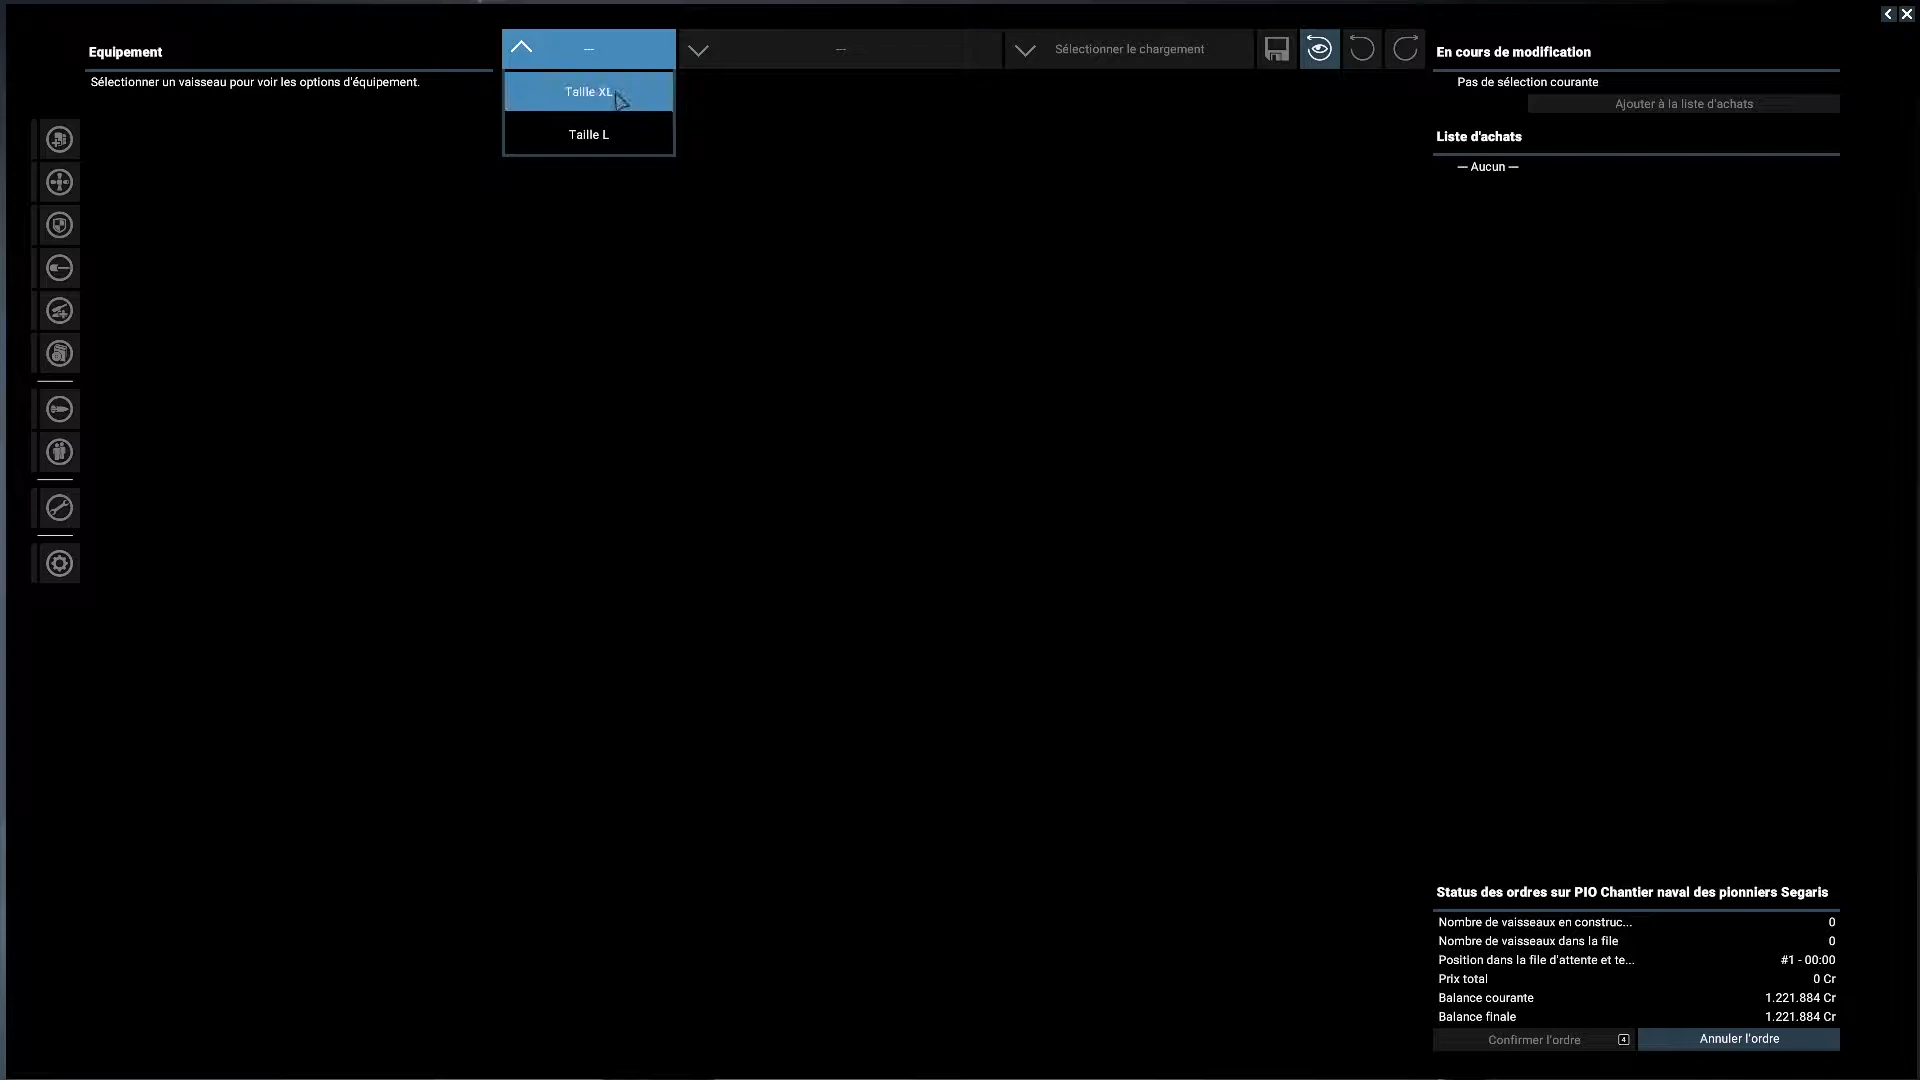 Equipement
Sélectionner un vaisseau pour voir les options d'équipement.
—
Taille XL
Taille L
—
Sélectionner le chargement
En cours de modification
Pas de sélection courante
Ajouter à la liste d'achats
Liste d'achats
— Aucun —
Status des ordres sur PIO Chantier naval des pionniers Segaris
Nombre de vaisseaux en construc... 0
Nombre de vaisseaux dans la file 0
Position dans la file d'attente et te... #1 - 00:00
Prix total 0 Cr
Balance courante 1.221.884 Cr
Balance finale 1.221.884 Cr
Confirmer l'ordre 4
Annuler l'ordre